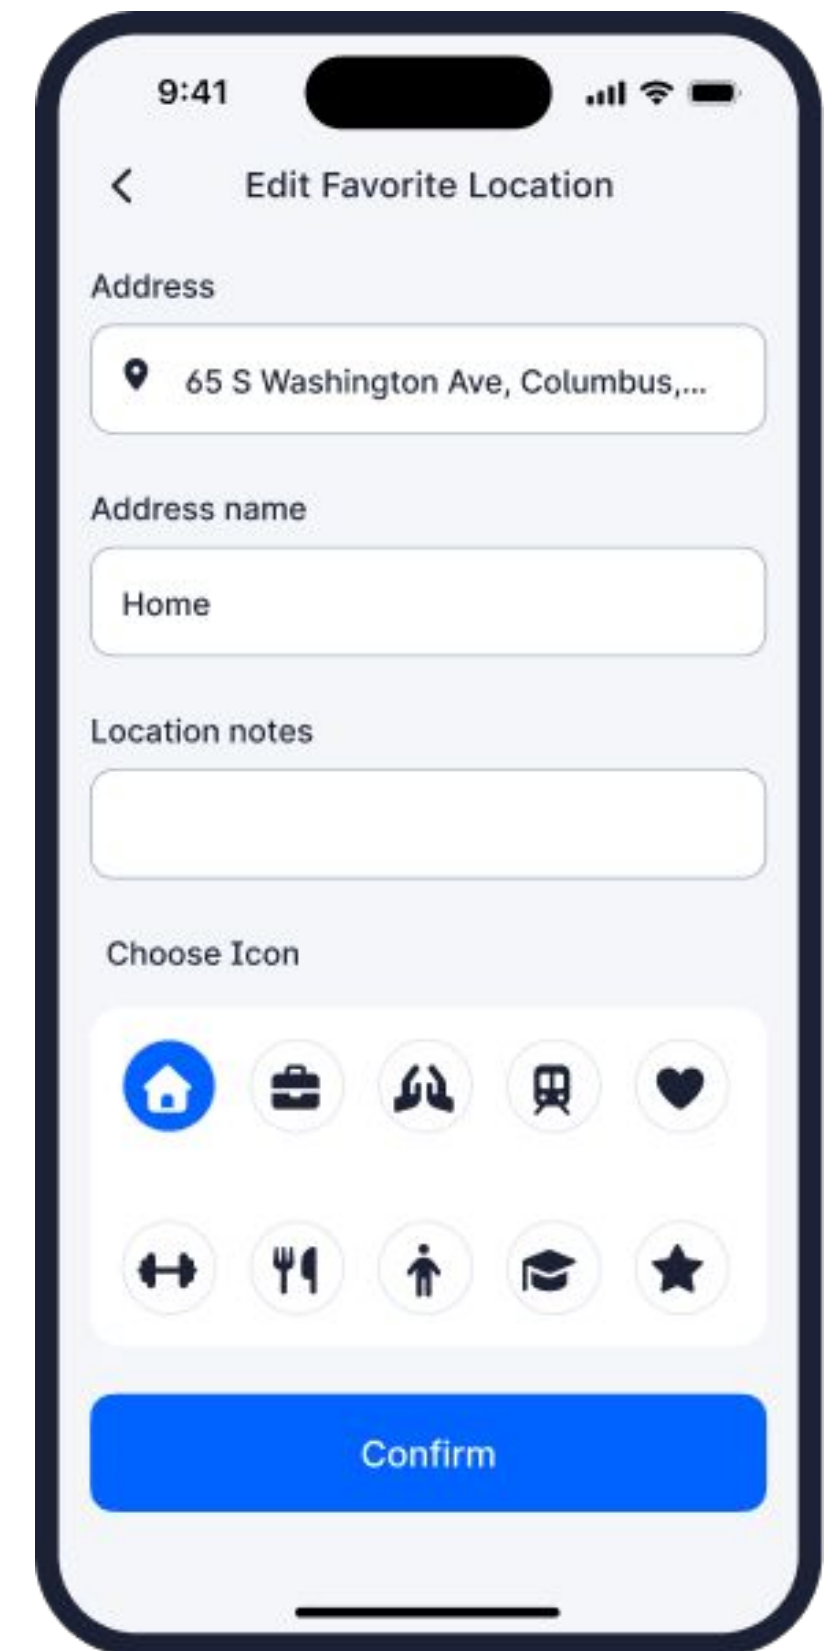 9:41
Edit Favorite Location
Address
65 S Washington Ave, Columbus,...
Address name
Home
Location notes
Choose Icon
Confirm